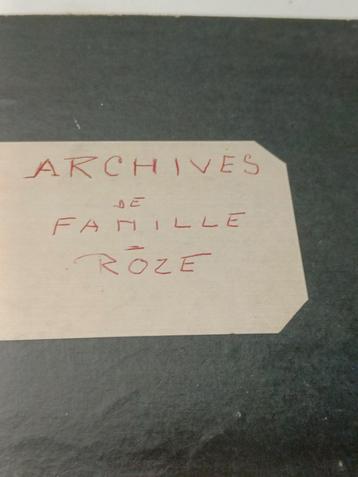 ARCHIVES
DE
FAMILLE
=
ROZE